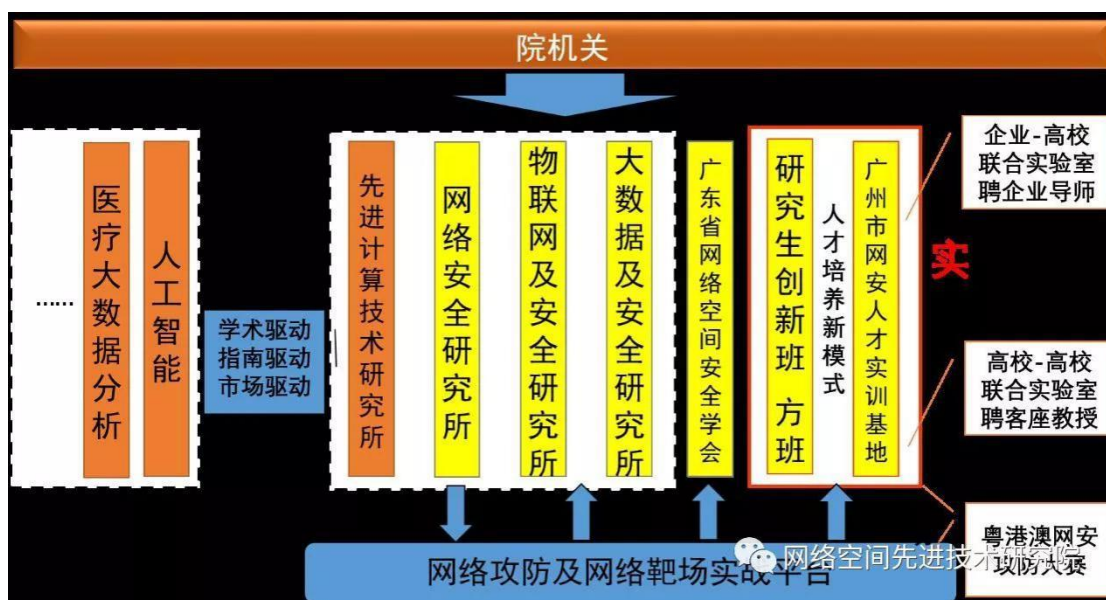 院机关
……
医疗大数据分析
人工智能
学术驱动
指南驱动
市场驱动
先进计算技术研究所
网络安全研究所
物联网及安全研究所
大数据及安全研究所
广东省网络空间安全学会
研究生创新班 方班
人才培养新模式
广州市网安人才实训基地
企业-高校
联合实验室
聘企业导师
实
高校-高校
联合实验室
聘客座教授
粤港澳网安
攻防大赛
网络攻防及网络靶场实战平台
网络空间先进技术研究院